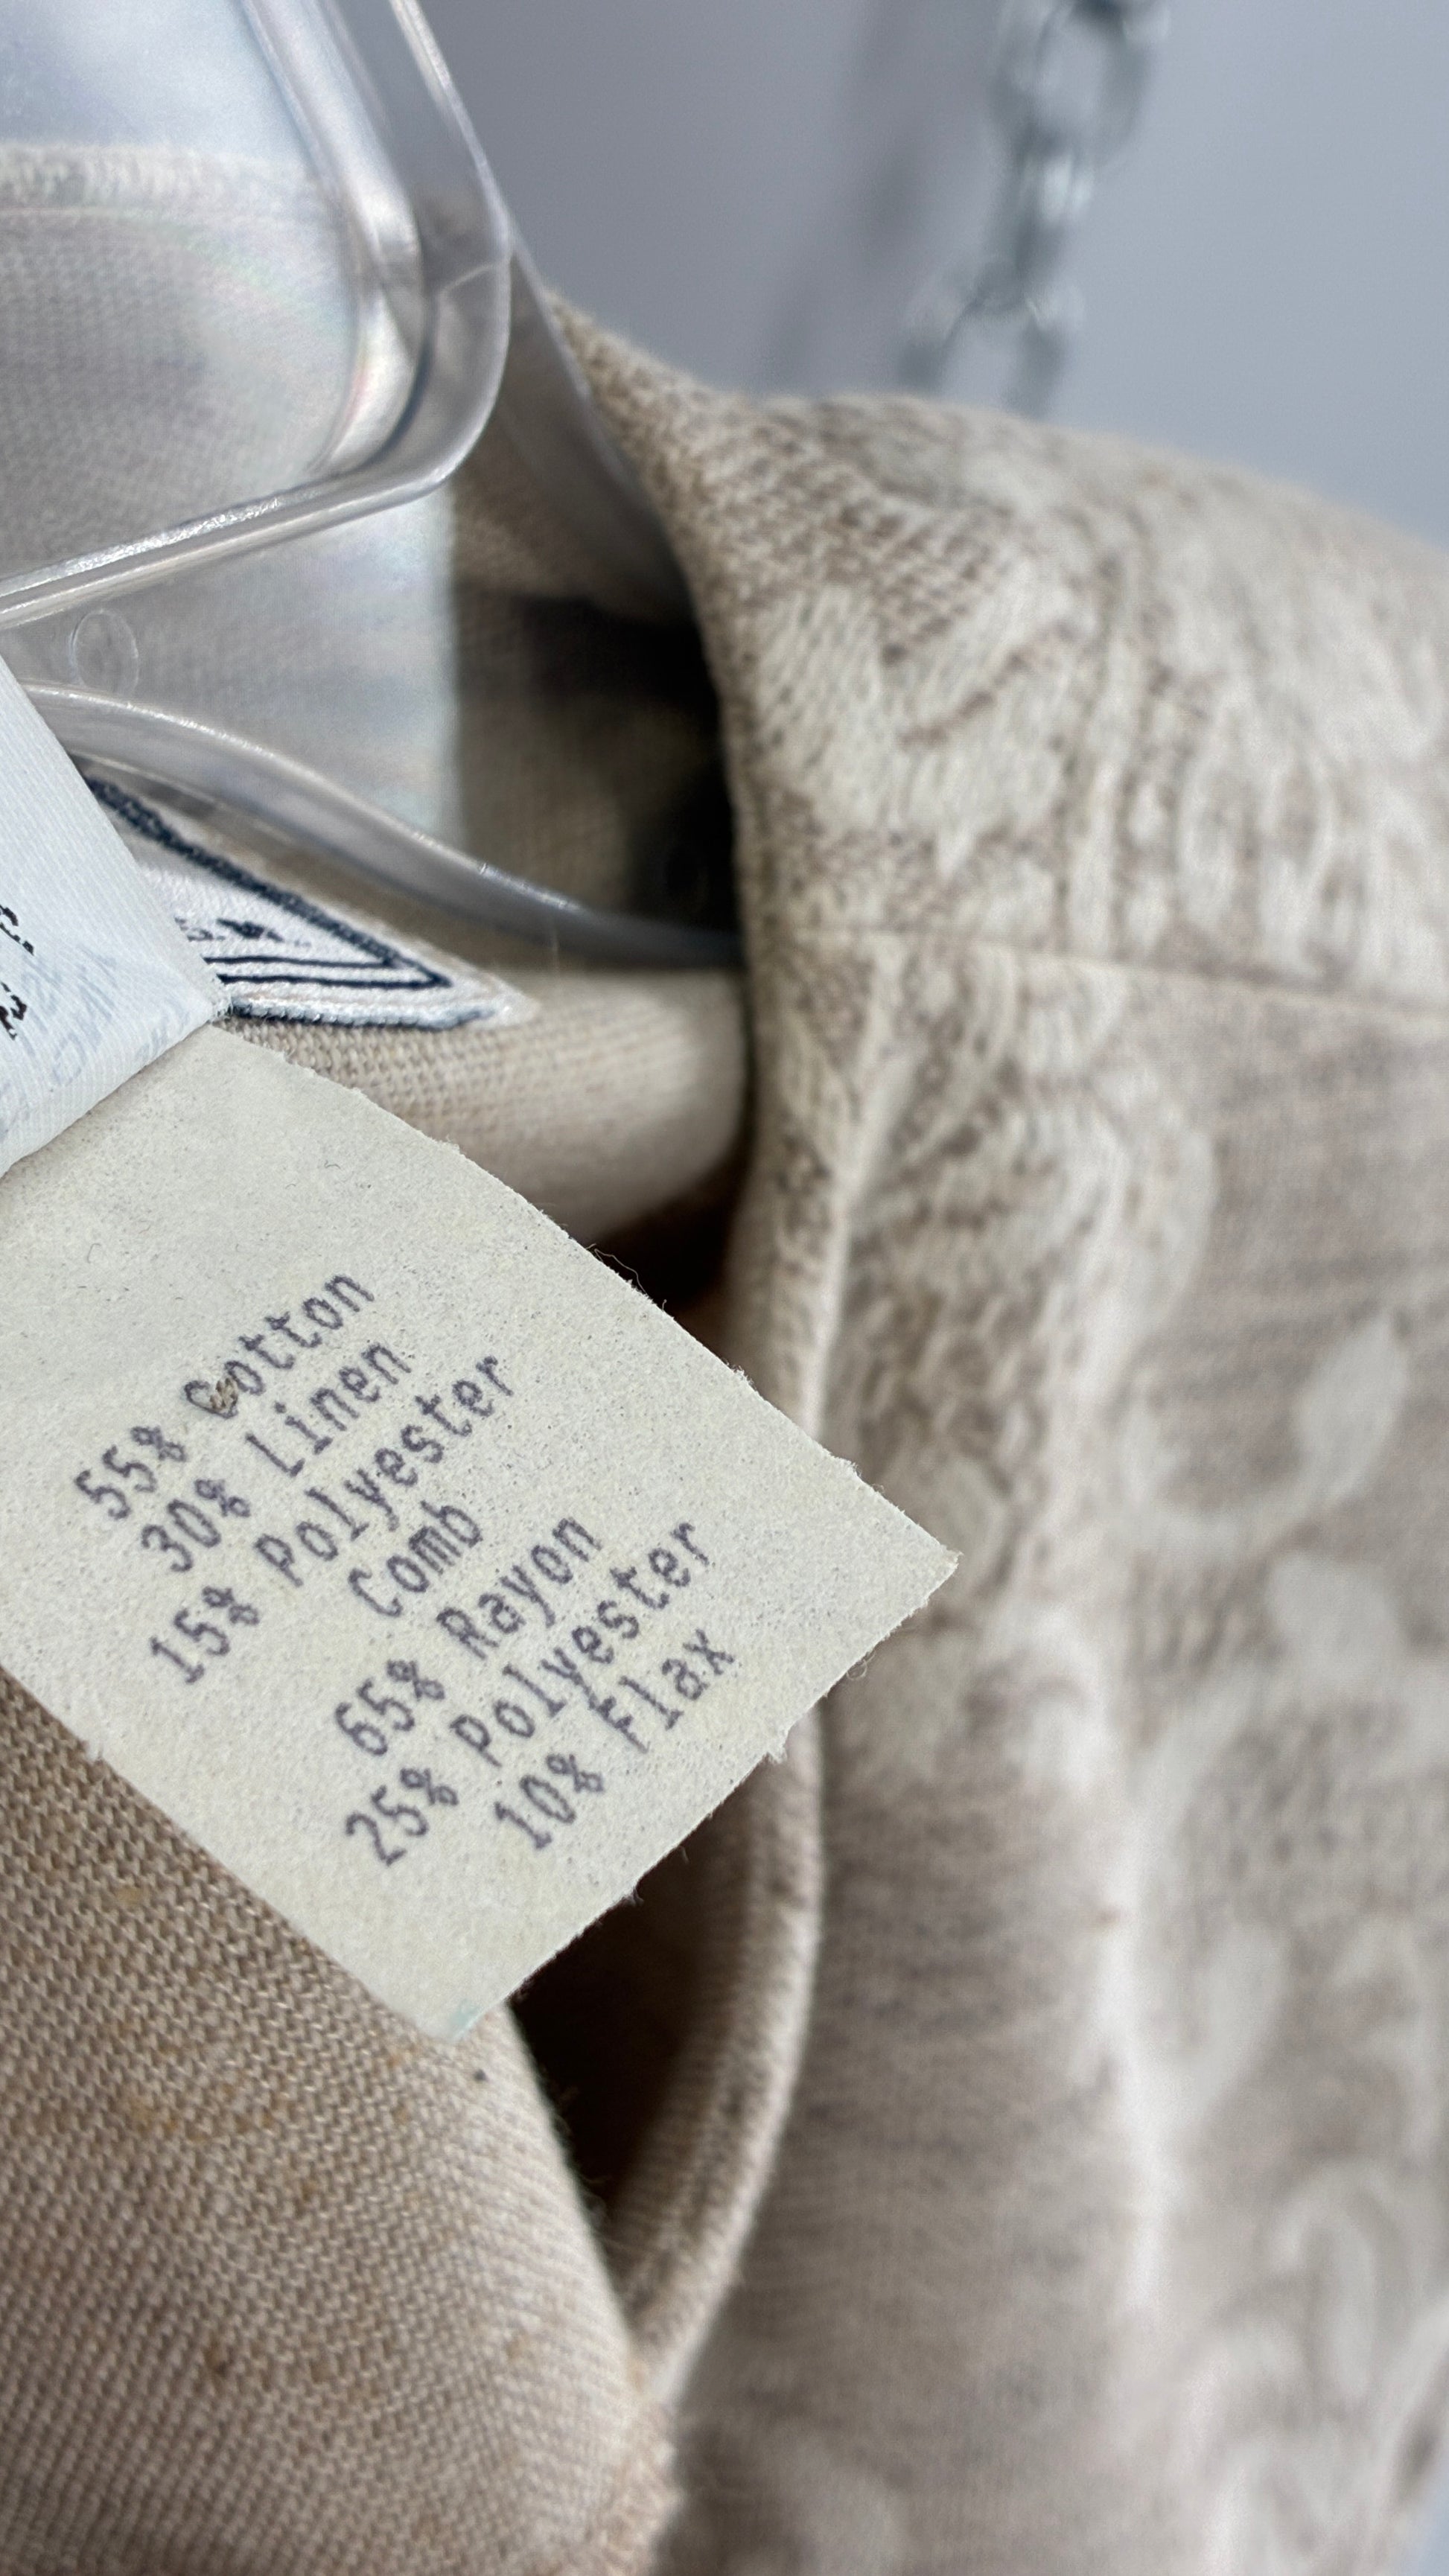 55% Cotton
30% Linen
15% Polyester
Comb
65% Rayon
25% Polyester
10% Flax